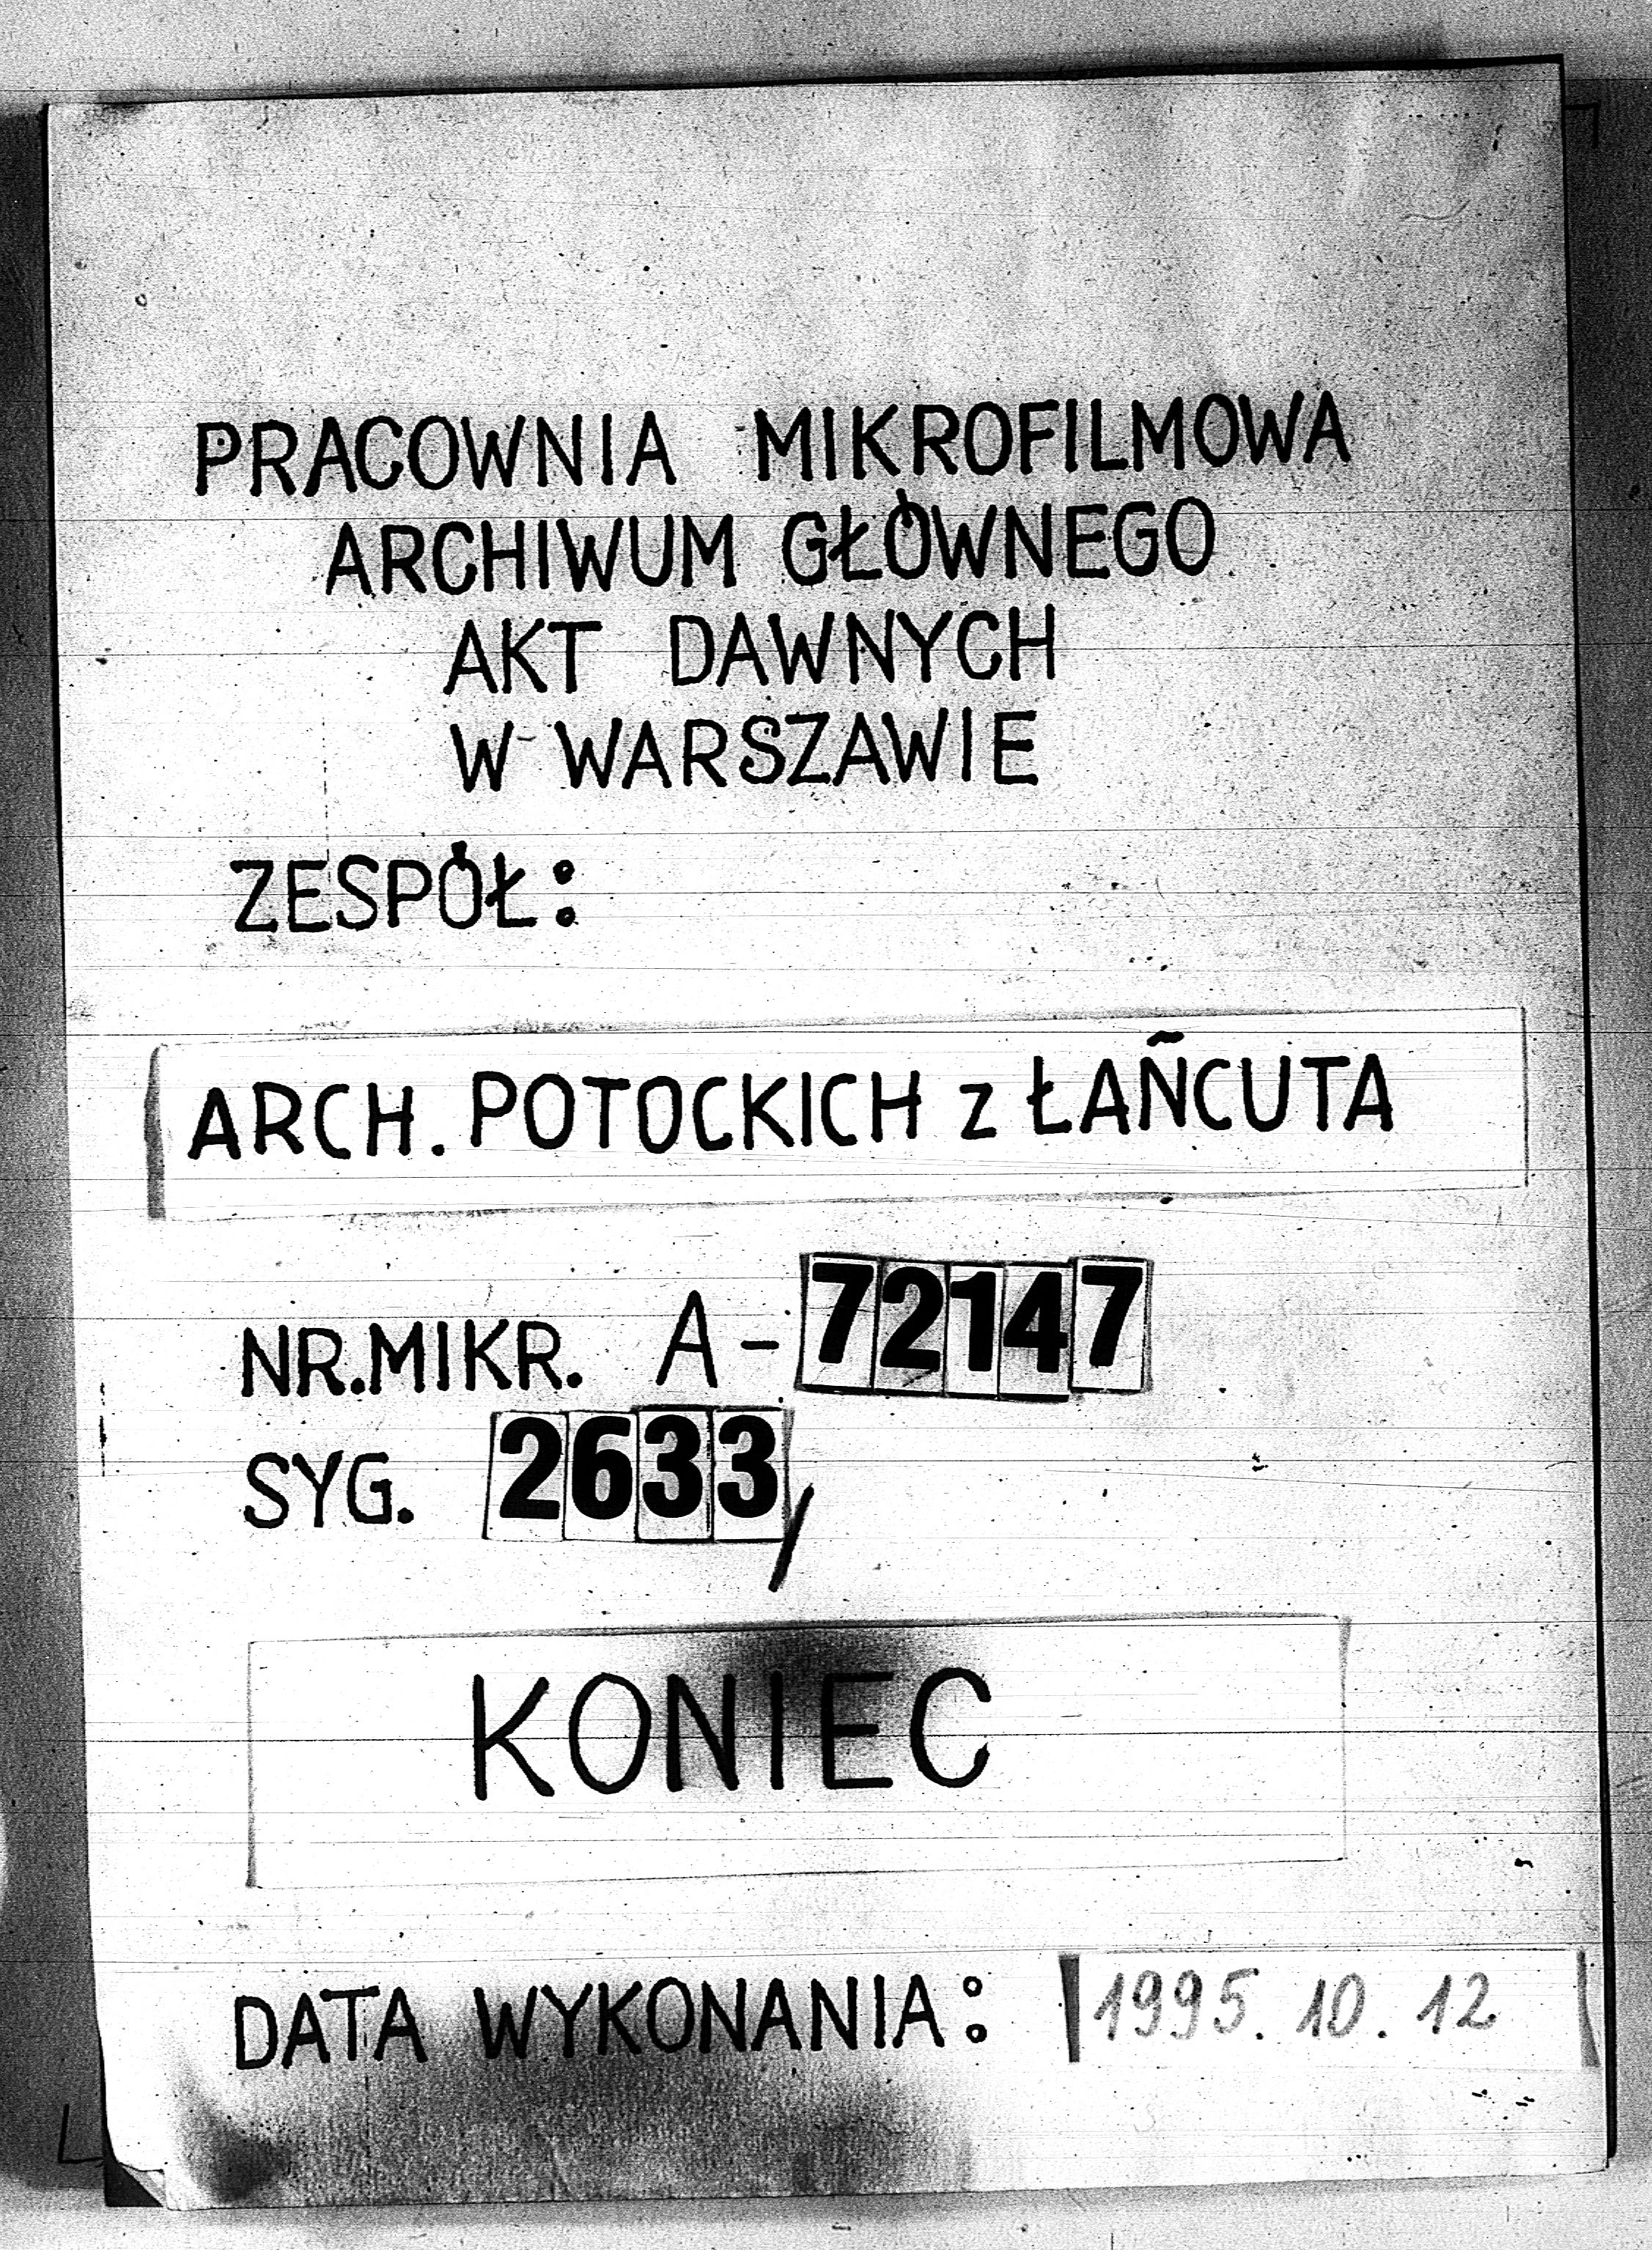 PRACOWNIA MIKROFILMOWA
ARCHIWUM GŁÓWNEGO
AKT DAWNYCH
W WARSZAWIE
ZESPÓŁ:
ARCH. POTOCKICH z ŁAŃCUTA
NR.MIKR. A-72147
SYG. 2633,
KONIEC
DATA WYKONANIA: 1995.10.12